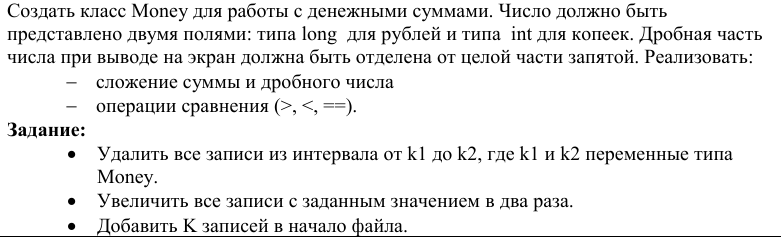 Создать класс Money для работы с денежными суммами. Число должно быть
представлено двумя полями: типа long для рублей и типа int для копеек. Дробная часть
числа при выводе на экран должна быть отделена от целой части запятой. Реализовать:
– сложение суммы и дробного числа
– операции сравнения (>, <, ==).
Задание:
• Удалить все записи из интервала от k1 до k2, где k1 и k2 переменные типа
Money.
• Увеличить все записи с заданным значением в два раза.
• Добавить K записей в начало файла.